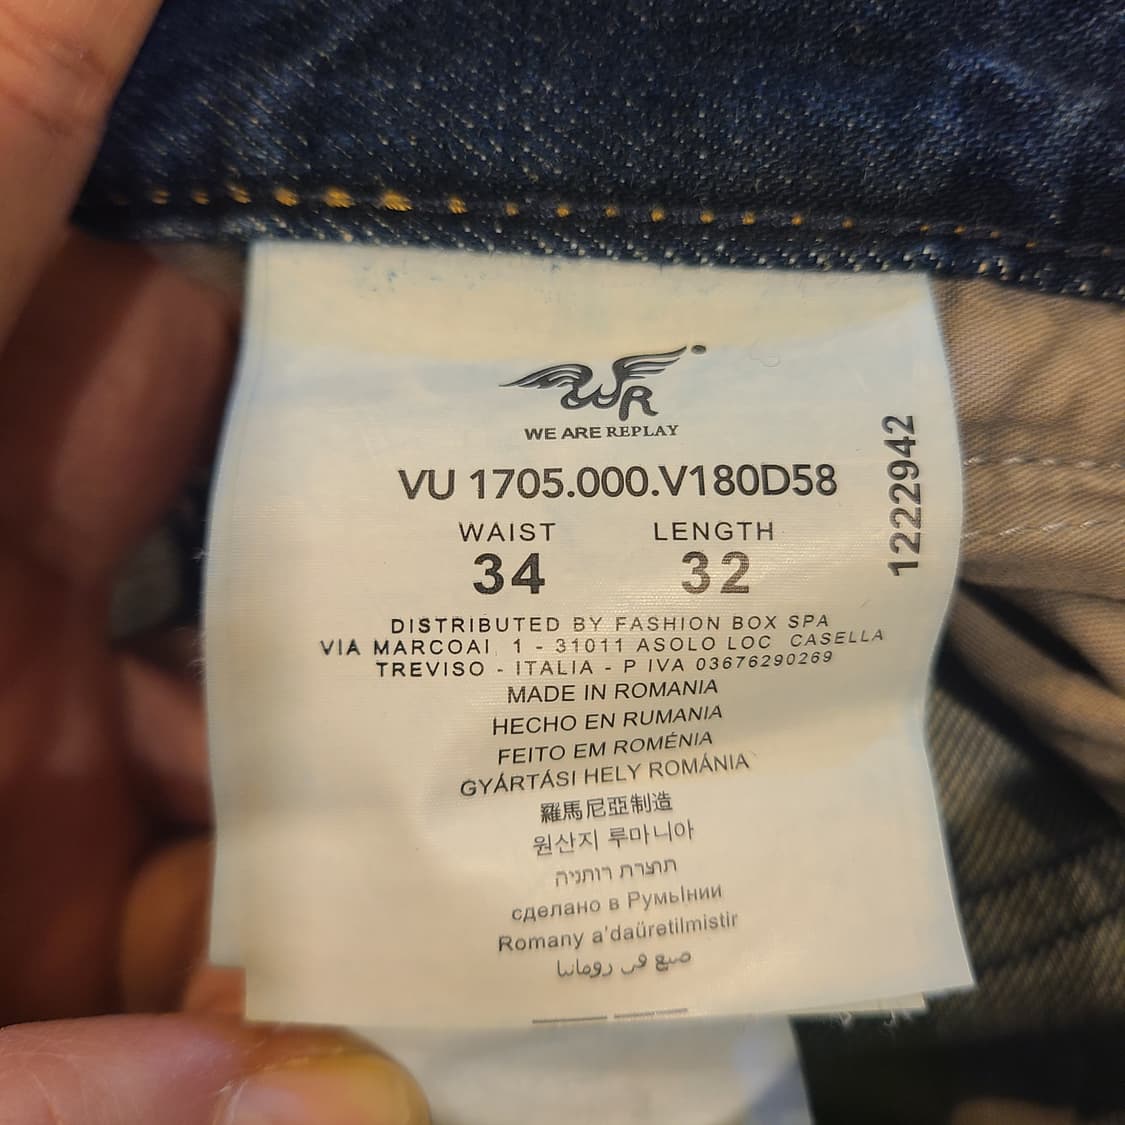 WR
WE ARE REPLAY
VU 1705.000.V180D58
1222942
WAIST LENGTH
34 32
DISTRIBUTED BY FASHION BOX SPA
VIA MARCOAI 1 - 31011 ASOLO LOC CASELLA
TREVISO - ITALIA - P IVA 03676290269
MADE IN ROMANIA
HECHO EN RUMANIA
FEITO EM ROMÉNIA
GYÁRTÁSI HELY ROMÁNIA
羅馬尼亞制造
원산지 루마니아
תוצרת רותניה
сделано в Румыінии
Romany a'daüretilmistir
صنع في رومانيا